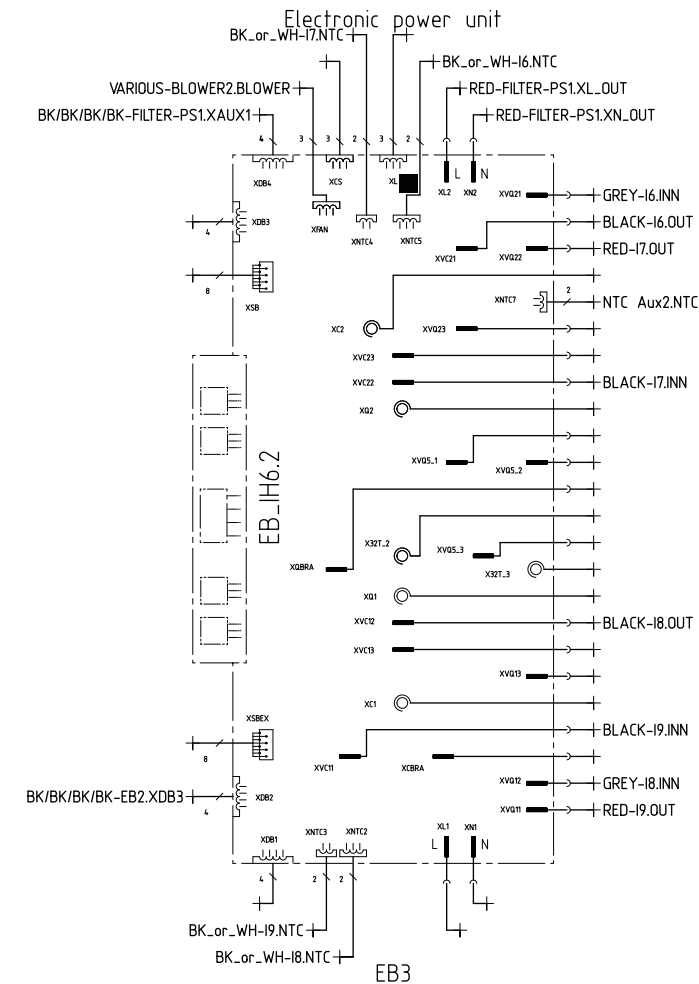 Electronic power unit
BK_or_WH-I7.NTC
BK_or_WH-I6.NTC
VARIOUS-BLOWER2.BLOWER
RED-FILTER-PS1.XL_OUT
BK/BK/BK/BK-FILTER-PS1.XAUX1
RED-FILTER-PS1.XN_OUT
4 3 3 2 3 2
XDB4 XCS XL XL2 L XN2 N
XVQ21 GREY-I6.INN
XFAN
XDB3
4
BLACK-I6.OUT
XNTC4 XNTC5
XVC21 XVQ22 RED-I7.OUT
8
XSB
XNTC7 2 NTC Aux2.NTC
XC2 XVQ23
XVC23
XVC22 BLACK-I7.INN
XQ2
XVQ5_1 XVQ5_2
EB_IH6.2
X32T_2 XVQ5_3
XQBRA X32T_3
XQ1
XVC12 BLACK-I8.OUT
XVC13
XVQ13
XC1
XSBEX
BLACK-I9.INN
8
XVC11 XCBRA
XVQ12 GREY-I8.INN
BK/BK/BK/BK-EB2.XDB3 XDB2
4
XVQ11 RED-I9.OUT
XDB1 XNTC3 XNTC2 XL1 XN1
L N
4 2 2
BK_or_WH-I9.NTC
BK_or_WH-I8.NTC
EB3